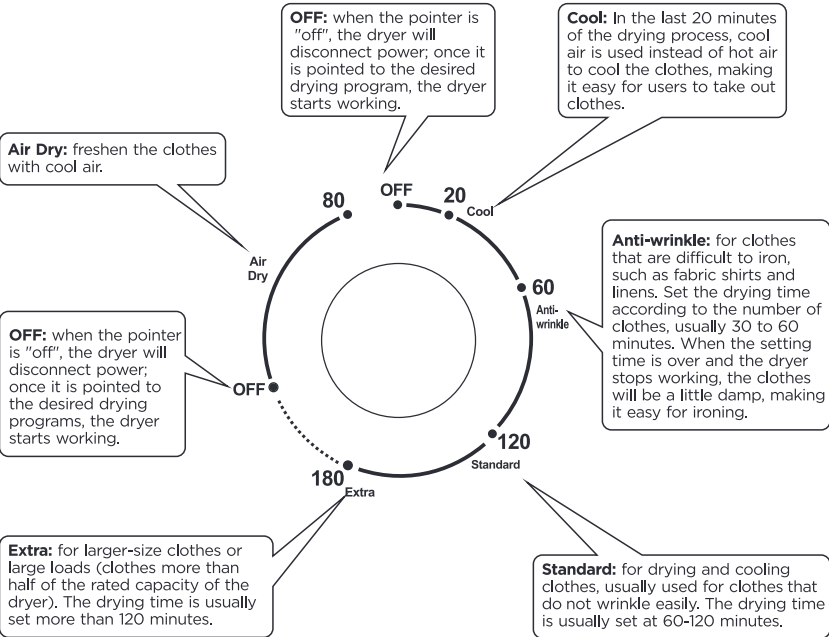 OFF: when the pointer is
"off", the dryer will
disconnect power; once it
is pointed to the desired
drying program, the dryer
starts working.
Cool: In the last 20 minutes
of the drying process, cool
air is used instead of hot air
to cool the clothes, making
it easy for users to take out
clothes.
Air Dry: freshen the clothes
with cool air.
80
OFF
20
Cool
Air
Dry
60
Anti-
wrinkle
Anti-wrinkle: for clothes
that are difficult to iron,
such as fabric shirts and
linens. Set the drying time
according to the number of
clothes, usually 30 to 60
minutes. When the setting
time is over and the dryer
stops working, the clothes
will be a little damp, making
it easy for ironing.
OFF: when the pointer
is "off", the dryer will
disconnect power;
once it is pointed to
the desired drying
programs, the dryer
starts working.
OFF
120
Standard
180
Extra
Extra: for larger-size clothes or
large loads (clothes more than
half of the rated capacity of the
dryer). The drying time is usually
set more than 120 minutes.
Standard: for drying and cooling
clothes, usually used for clothes that
do not wrinkle easily. The drying time
is usually set at 60-120 minutes.